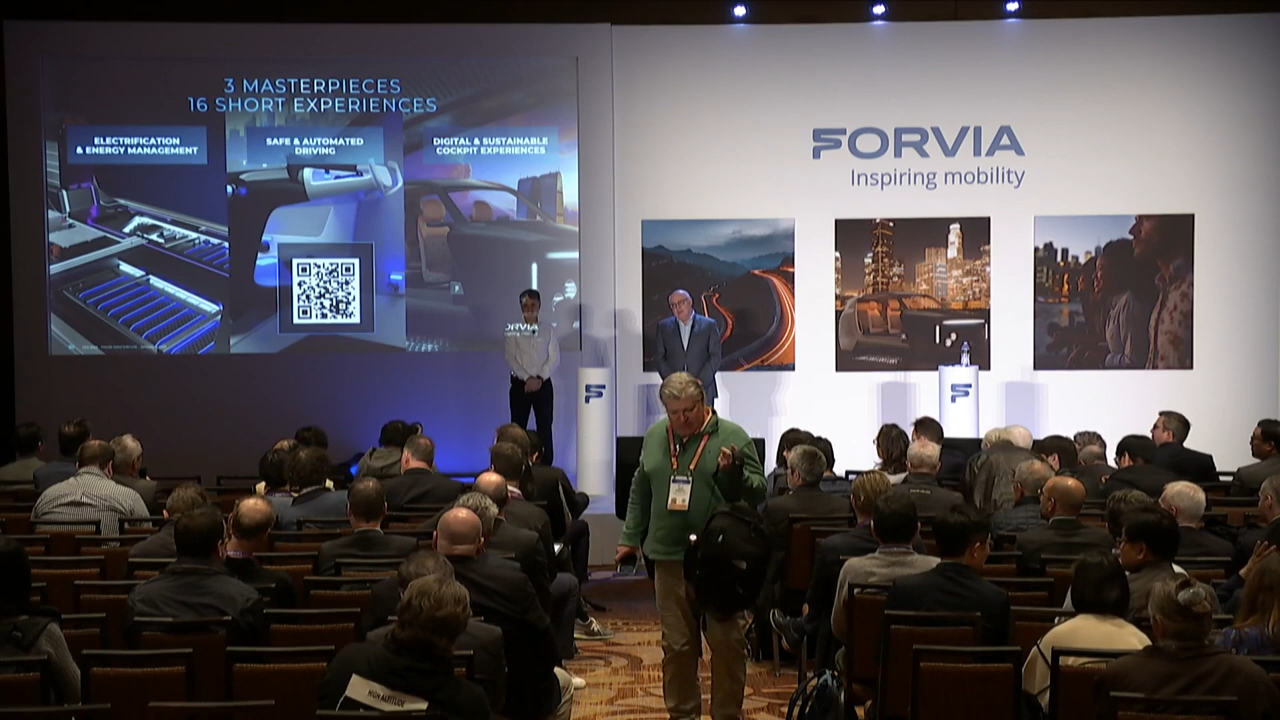 3 MASTERPIECES
16 SHORT EXPERIENCES
ELECTRIFICATION
& ENERGY MANAGEMENT
SAFE & AUTOMATED
DRIVING
DIGITAL & SUSTAINABLE
COCKPIT EXPERIENCES
FORVIA
Inspiring mobility
ORVIA
HIGH ALTITUDE